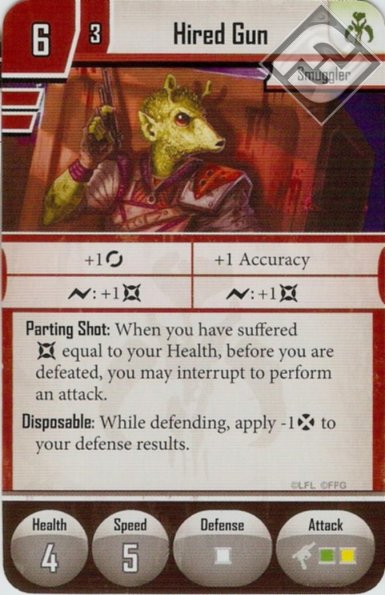 6 3 Hired Gun
Smuggler
+1 +1 Accuracy
: +1 : +1
Parting Shot: When you have suffered
equal to your Health, before you are
defeated, you may interrupt to perform
an attack.
Disposable: While defending, apply -1 to
your defense results.
©LFL ©FFG
Health Speed Defense Attack
4 5